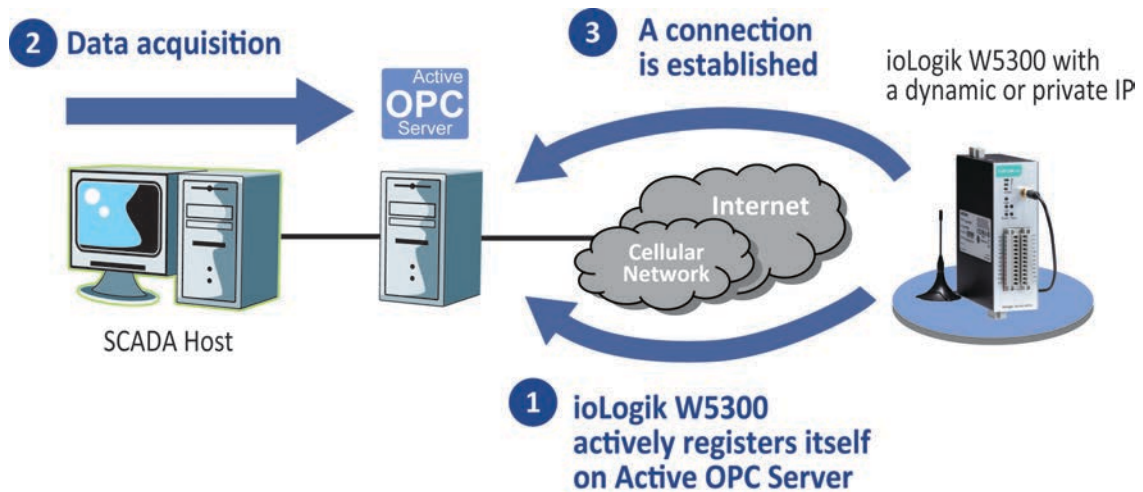 2 Data acquisition
Active
OPC
Server
SCADA Host
3 A connection
is established
ioLogik W5300 with
a dynamic or private IP
Internet
Cellular
Network
1 ioLogik W5300
actively registers itself
on Active OPC Server